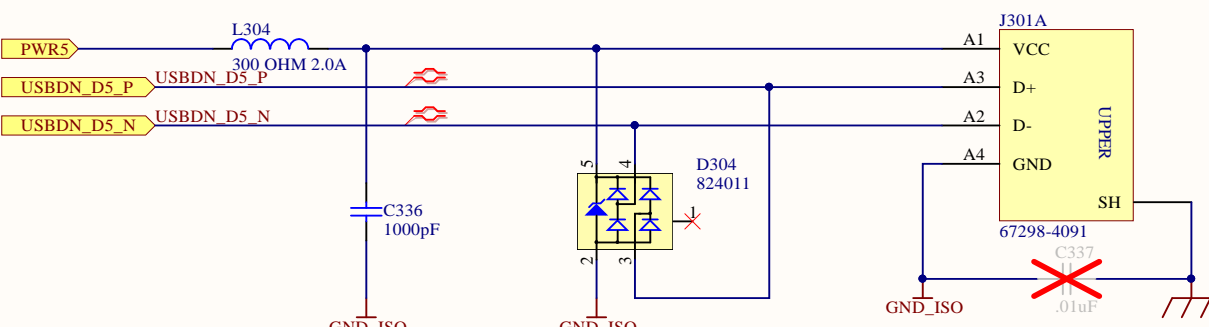 J301A
L304
PWR5
300 OHM 2.0A
A1
VCC
USBDN_D5_P
USBDN_D5_P
A3
D+
USBDN_D5_N
USBDN_D5_N
A2
D-
UPPER
A4
GND
5
4
D304
824011
1
SH
C336
1000pF
2
3
67298-4091
C337
.01uF
GND_ISO
GND_ISO
GND_ISO